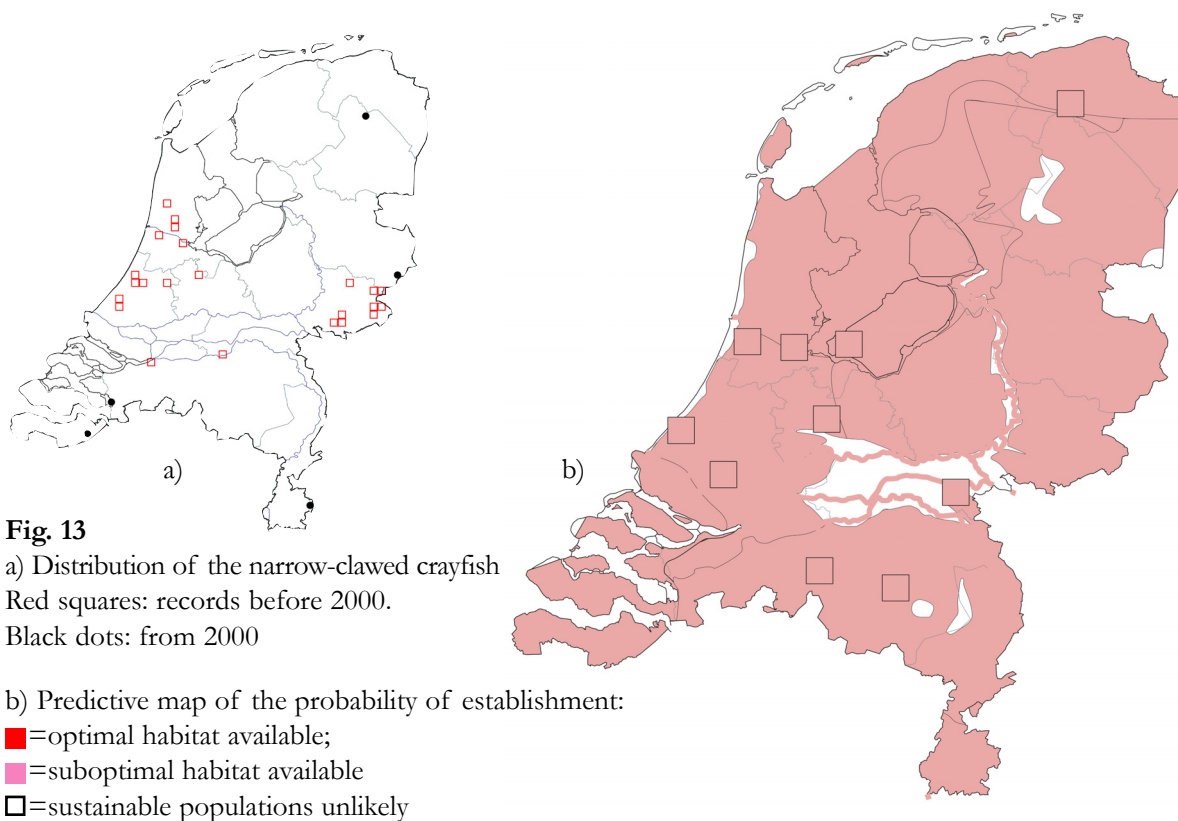 a)
b)
Fig. 13
a) Distribution of the narrow-clawed crayfish
Red squares: records before 2000.
Black dots: from 2000
b) Predictive map of the probability of establishment:
=optimal habitat available;
=suboptimal habitat available
=sustainable populations unlikely